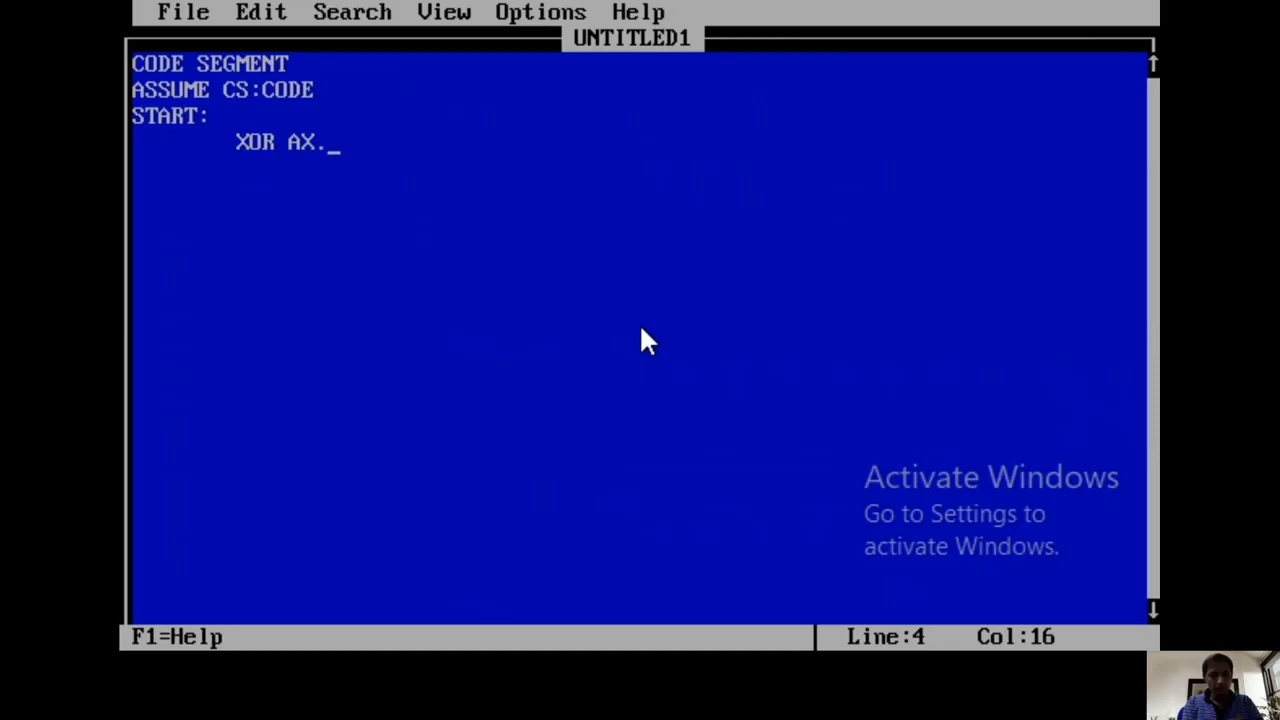 File Edit Search View Options Help
UNTITLED1
CODE SEGMENT
ASSUME CS:CODE
START:
XOR AX._
Activate Windows
Go to Settings to
activate Windows.
F1=Help Line:4 Col:16